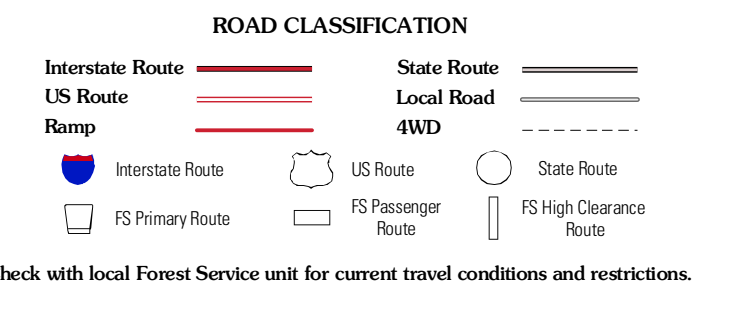 ROAD CLASSIFICATION
Interstate Route
State Route
US Route
Local Road
Ramp
4WD
Interstate Route
US Route
State Route
FS Primary Route
FS Passenger
Route
FS High Clearance
Route
heck with local Forest Service unit for current travel conditions and restrictions.